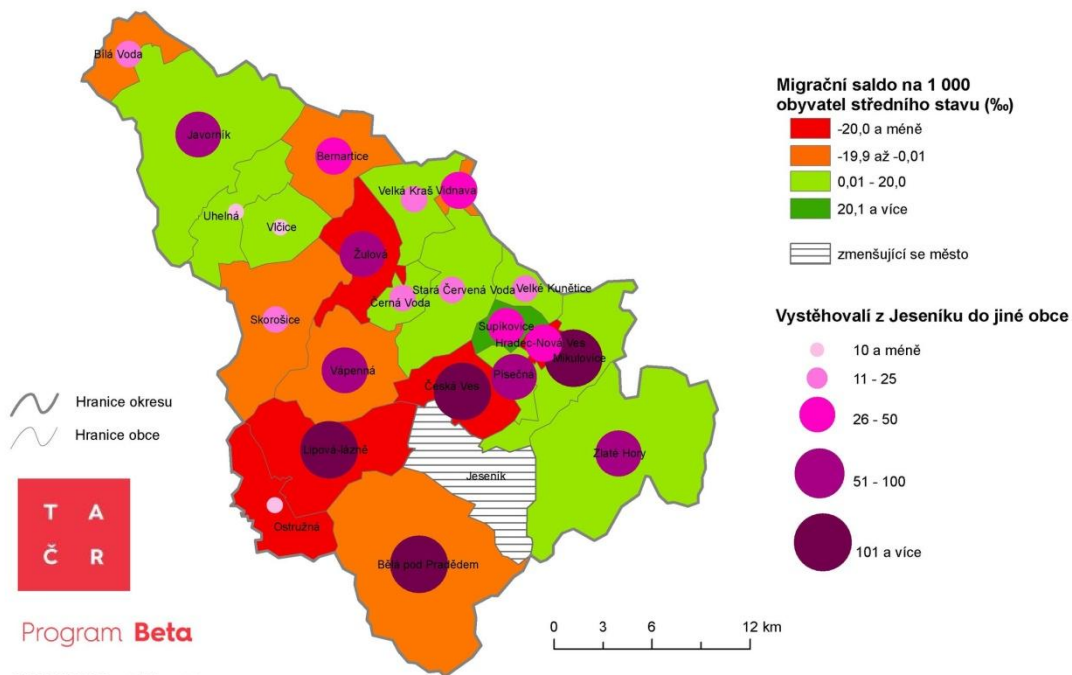 Bílá Voda
Javorník
Bernartice
Velká Kraš
Vidnava
Uhelná
Vlčice
Žulová
Stará Červená Voda
Velké Kunětice
Černá Voda
Skorošice
Supíkovice
Hradec-Nová Ves
Mikulovice
Vápenná
Písečná
Česká Ves
Lipová-lázně
Zlaté Hory
Jeseník
Ostružná
Bělá pod Pradědem
Migrační saldo na 1 000
obyvatel středního stavu (‰)
-20,0 a méně
-19,9 až -0,01
0,01 - 20,0
20,1 a více
zmenšující se město
Vystěhovalí z Jeseníku do jiné obce
10 a méně
11 - 25
26 - 50
51 - 100
101 a více
Hranice okresu
Hranice obce
T A
Č R
Program Beta
0 3 6 12 km